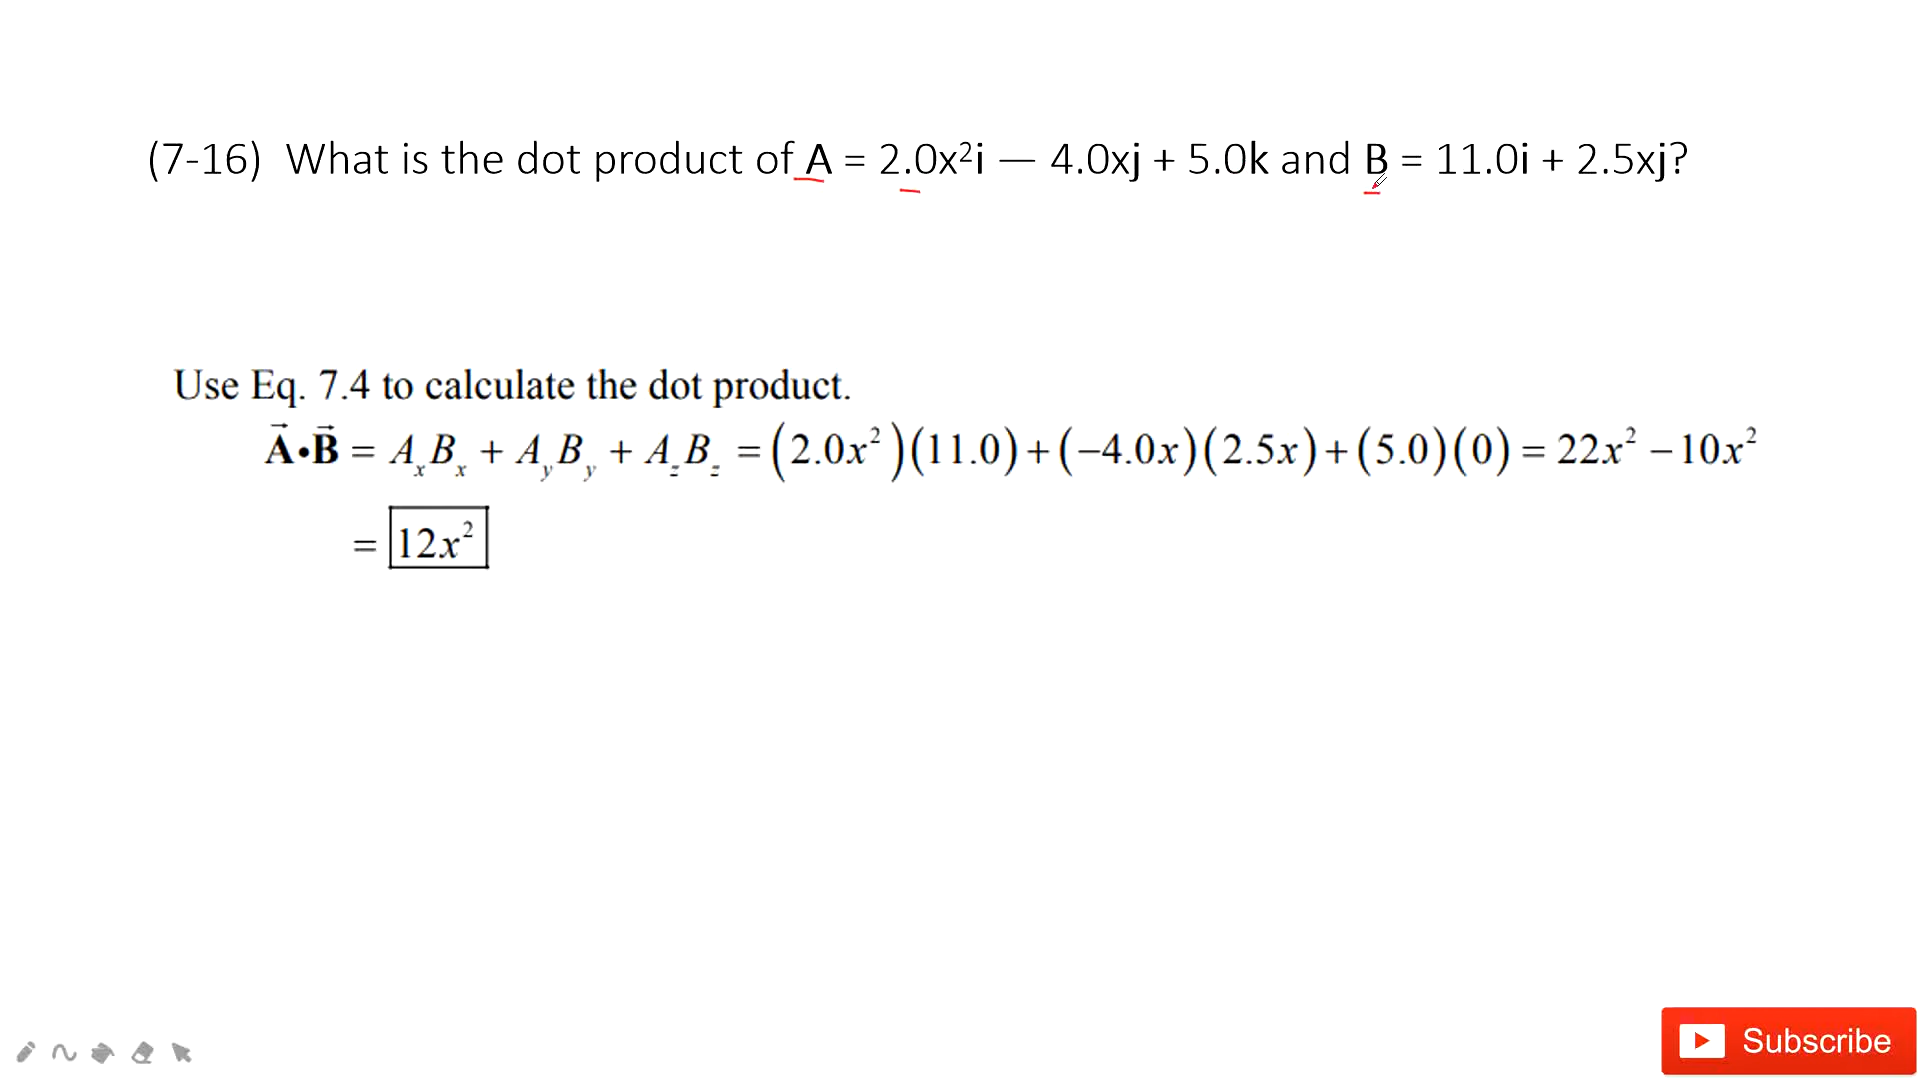 (7-16) What is the dot product of A = 2.0x²i — 4.0xj + 5.0k and B = 11.0i + 2.5xj?
Use Eq. 7.4 to calculate the dot product.
A⃗•B⃗ = AₓBₓ + A_yB_y + A_zB_z = (2.0x²)(11.0)+(−4.0x)(2.5x)+(5.0)(0) = 22x² − 10x²
= 12x²
Subscribe